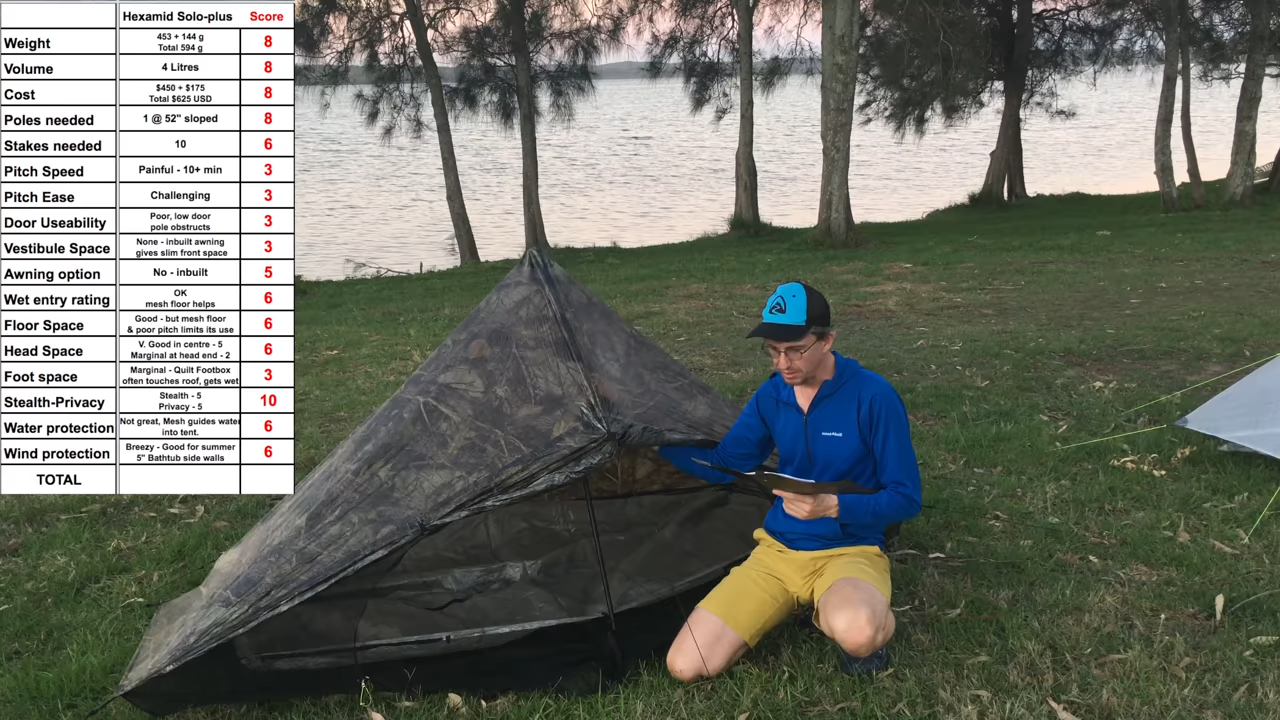 Hexamid Solo-plus Score
Weight 453 + 144 g 8
Total 594 g
Volume 4 Litres 8
Cost $450 + $175 8
Total $625 USD
Poles needed 1 @ 52" sloped 8
Stakes needed 10 6
Pitch Speed Painful - 10+ min 3
Pitch Ease Challenging 3
Door Useability Poor, low door 3
pole obstructs
Vestibule Space None - inbuilt awning 3
gives slim front space
Awning option No - inbuilt 5
Wet entry rating OK 6
mesh floor helps
Floor Space Good - but mesh floor 6
& poor pitch limits its use
Head Space V. Good in centre - 5 6
Marginal at head end - 2
Foot space Marginal - Quilt Footbox 3
often touches roof, gets wet
Stealth-Privacy Stealth - 5 10
Privacy - 5
Water protection Not great, Mesh guides water 6
into tent.
Wind protection Breezy - Good for summer 6
5" Bathtub side walls
TOTAL